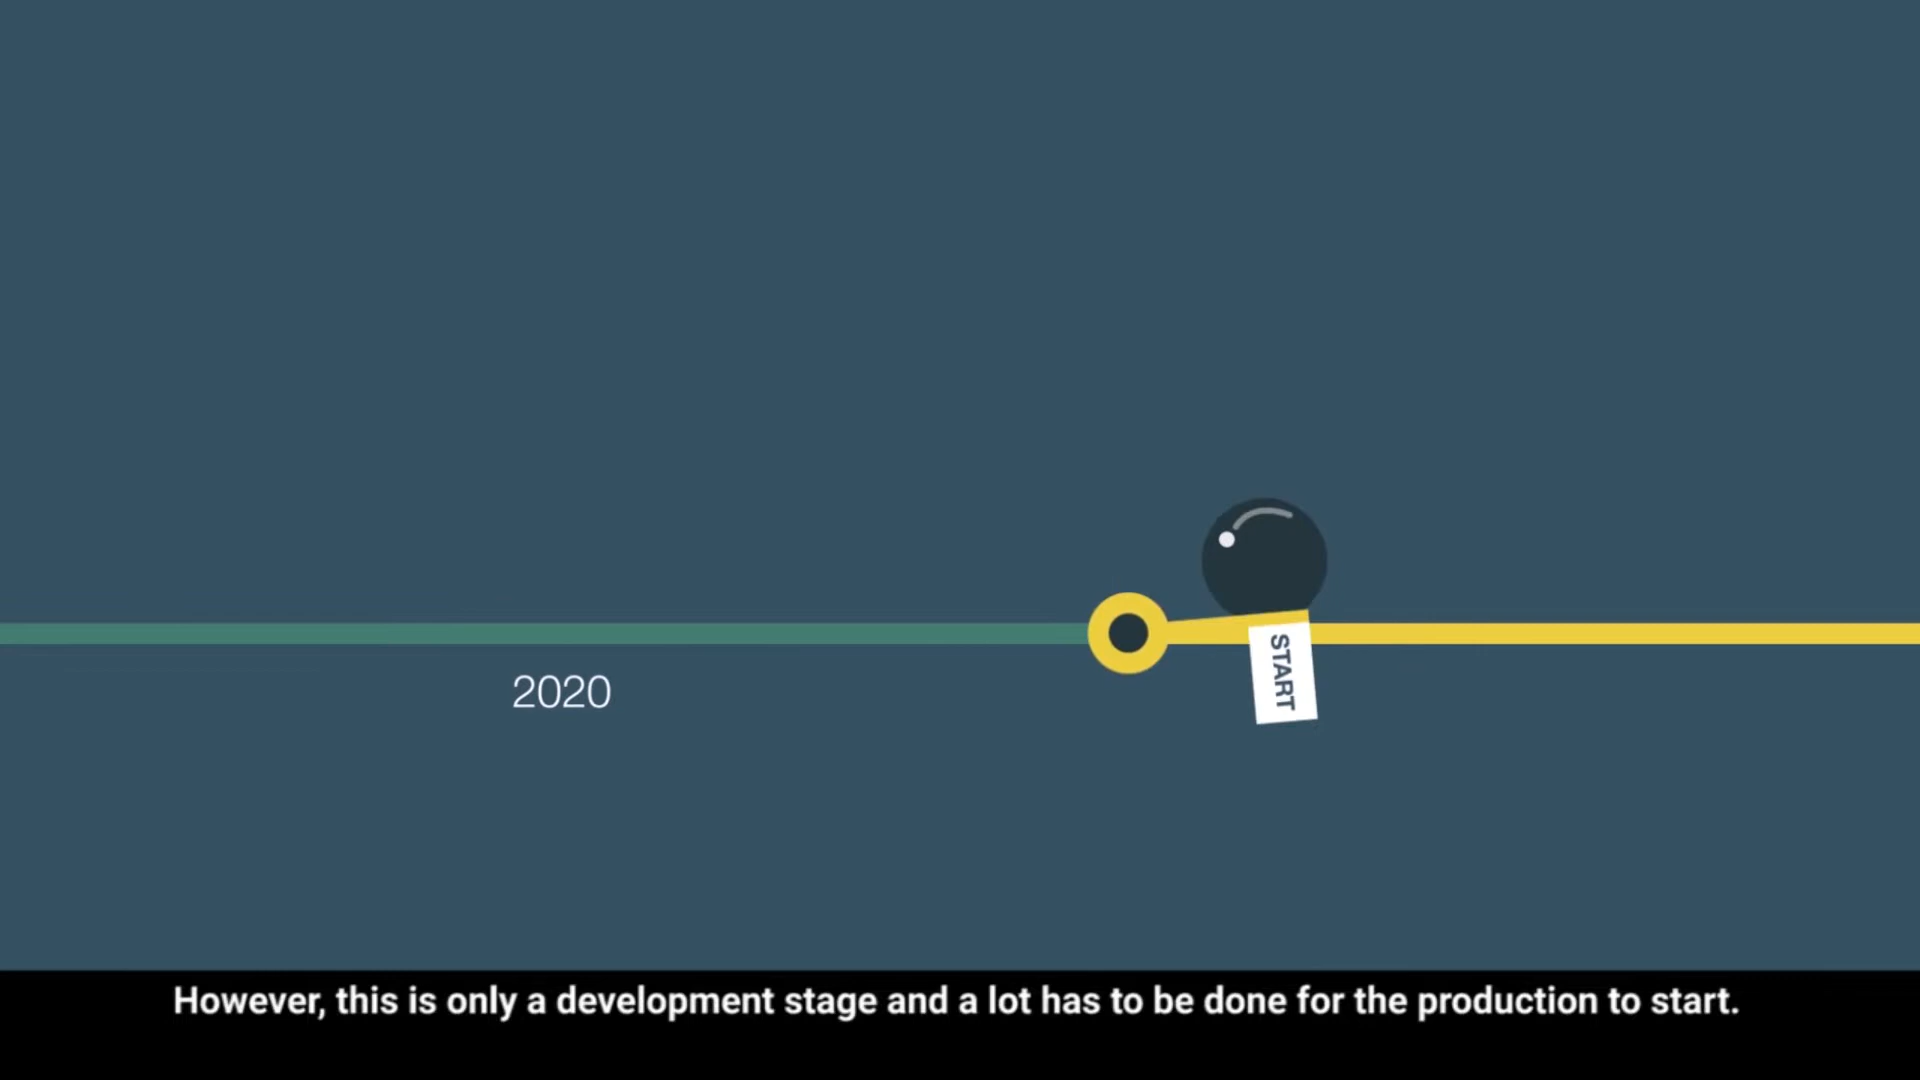 START
2020
However, this is only a development stage and a lot has to be done for the production to start.